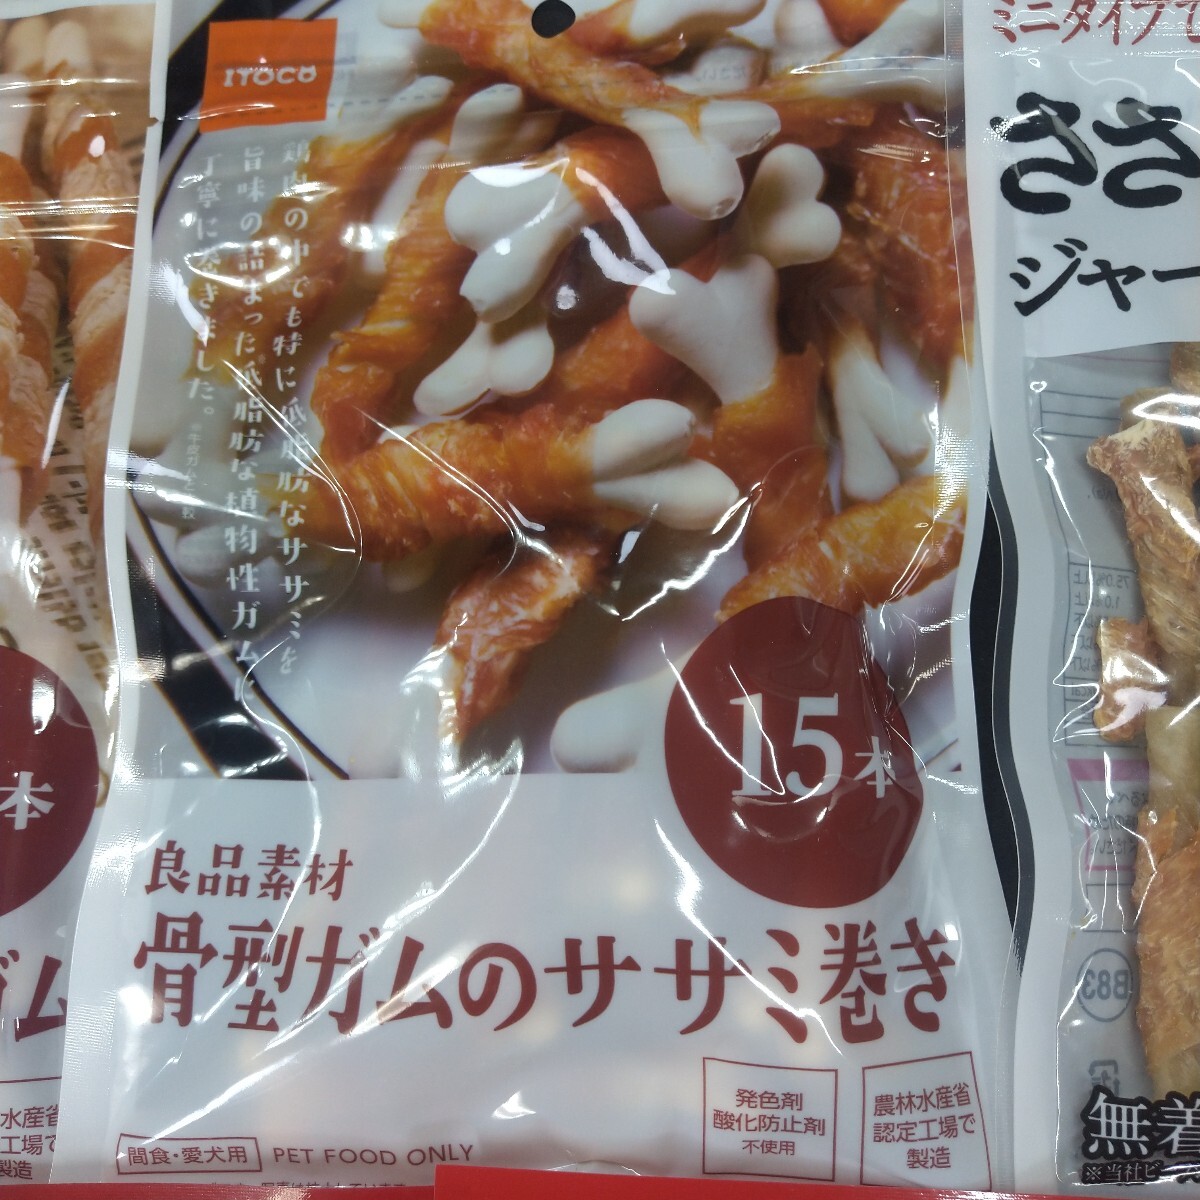 ITOCO
鶏肉の中でも特に低脂肪なササミを
旨味の詰まった低脂肪な植物性ガムに
丁寧に巻きました。
15本
良品素材
骨型ガムのササミ巻き
間食・愛犬用
PET FOOD ONLY
発色剤
酸化防止剤
不使用
農林水産省
認定工場で
製造
本
ガム
水産省
工場で
製造
ミニタイプ
ささ
ジャー
B83
無着
※当社ビー